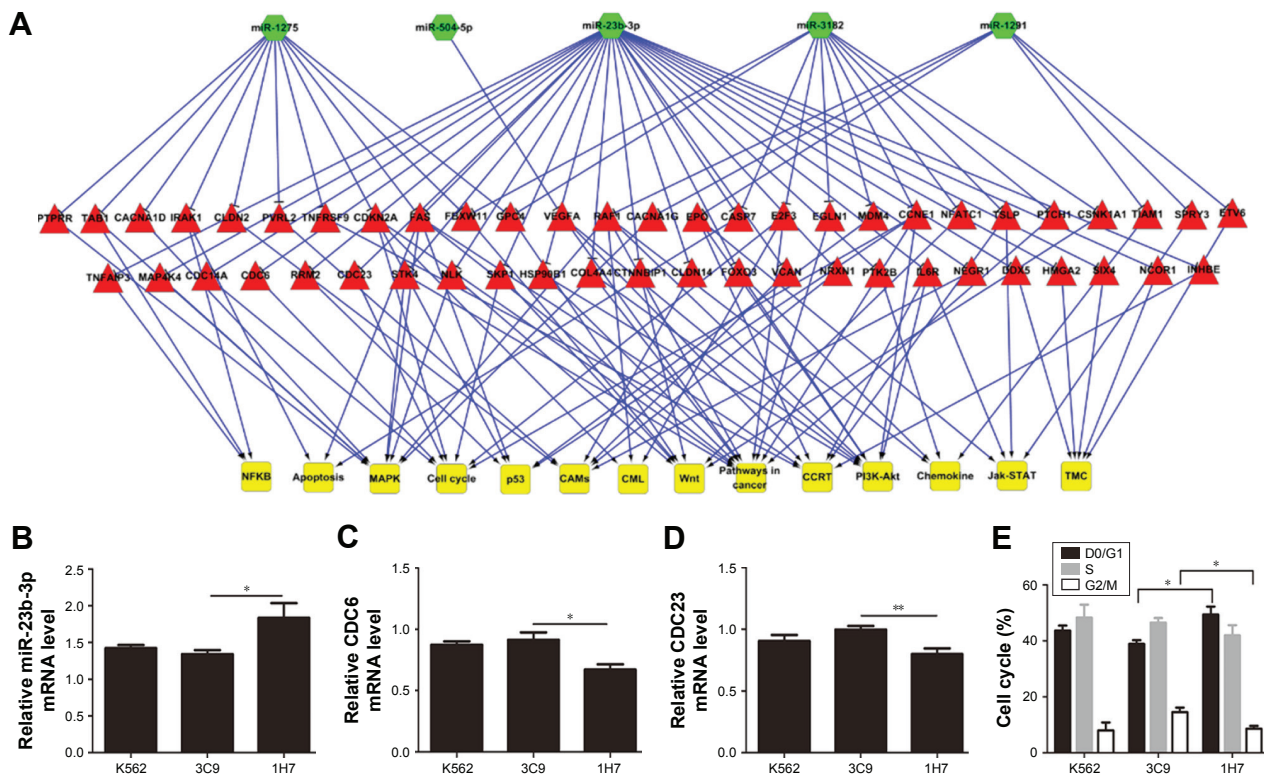 A
miR-1275 miR-504-5p miR-23b-3p miR-3182 miR-1291
PTPRR TAB1 CACNA1D IRAK1 CLDN2 PVRL2 TNFRSF9 CDKN2A FAS FBXW11 GPC4 VEGFA RAF1 CACNA1G EPO CASP7 E2F3 EGLN1 MDM4 CCNE1 NFATC1 TSLP PTCH1 CSNK1A1 TIAM1 SPRY3 ETV6
TNFAIP3 MAP4K4 CDC14A CDC6 RRM2 CDC23 STK4 NLK SKP1 HSP90B1 COL4A4 CTNNBIP1 CLDN14 FOXO3 VCAN NRXN1 PTK2B IL6R NEGR1 DDX5 HMGA2 SIX4 NCOR1 INHBE
NFKB Apoptosis MAPK Cell cycle p53 CAMs CML Wnt Pathways in cancer CCRT PI3K-Akt Chemokine Jak-STAT TMC
B
Relative miR-23b-3p
mRNA level
2.5
2.0
1.5
1.0
0.5
0.0
*
K562 3C9 1H7
C
Relative CDC6
mRNA level
1.5
1.0
0.5
0.0
*
K562 3C9 1H7
D
Relative CDC23
mRNA level
1.5
1.0
0.5
0.0
**
K562 3C9 1H7
E
D0/G1
S
G2/M
Cell cycle (%)
60
40
20
0
* *
K562 3C9 1H7